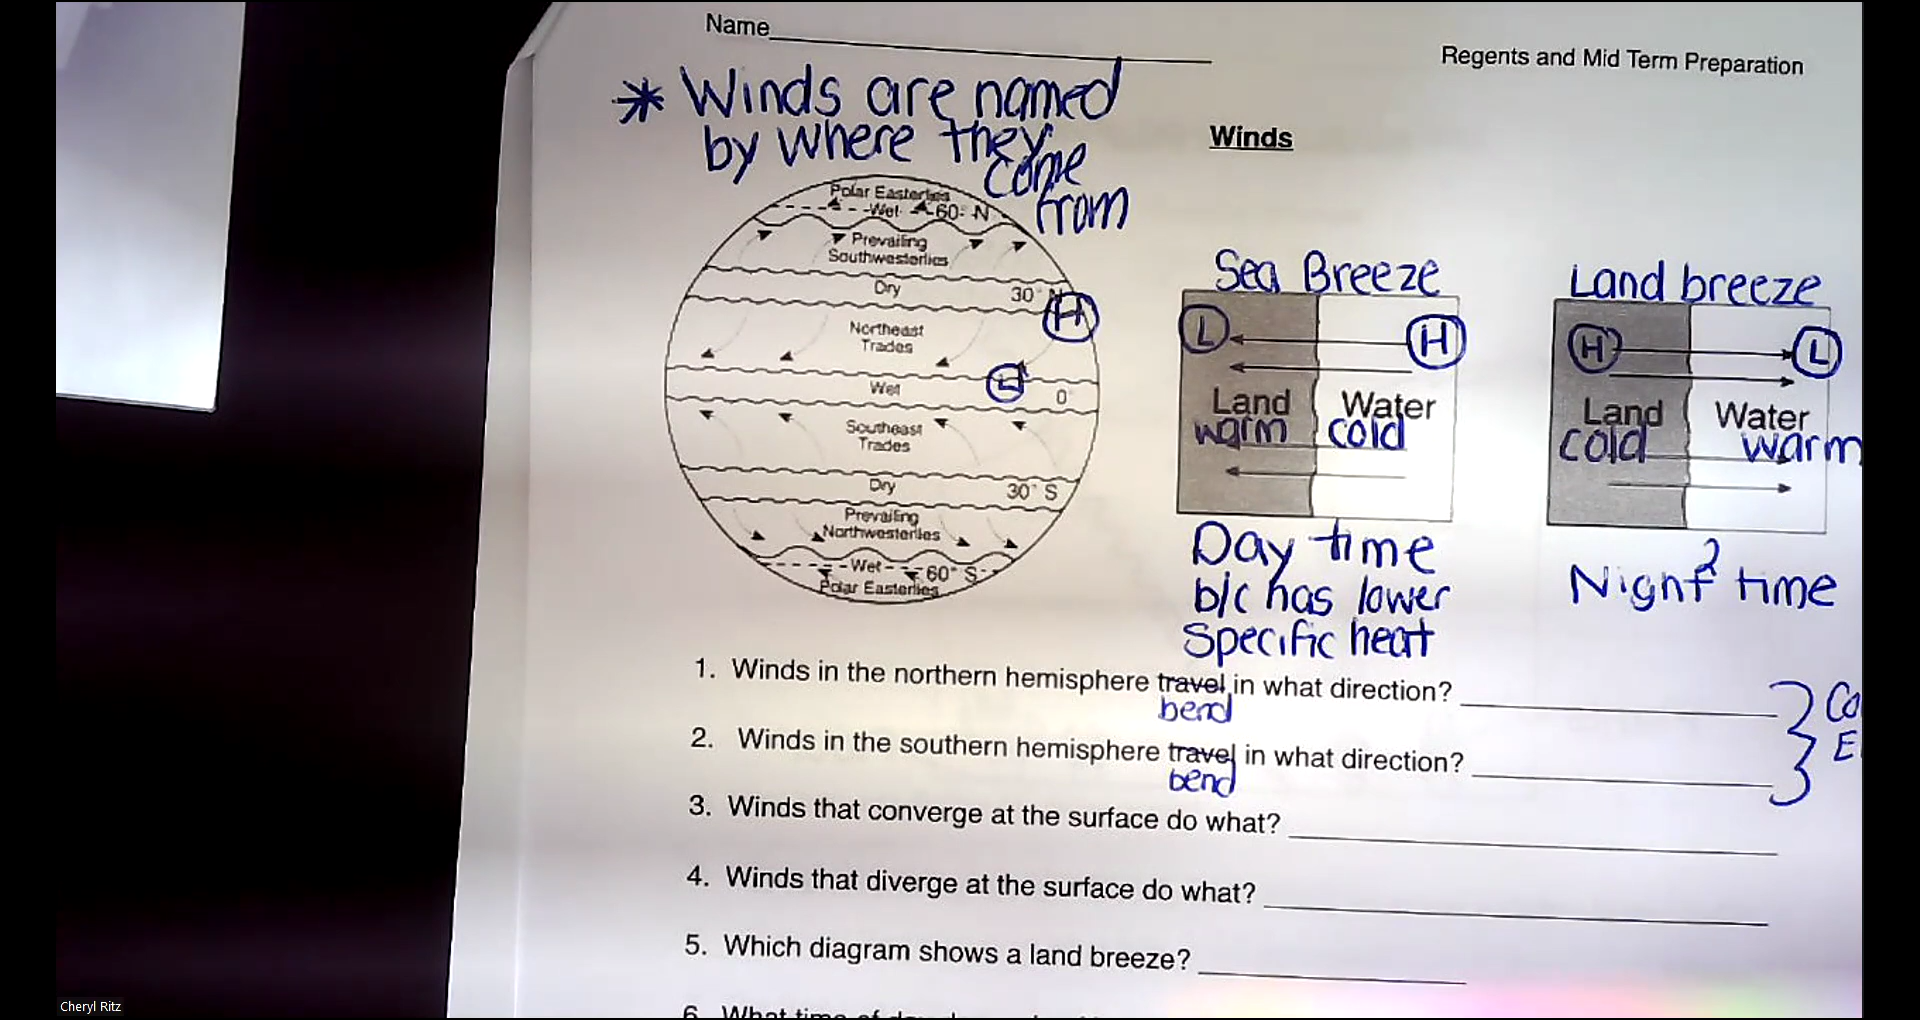 Name
Regents and Mid Term Preparation
* Winds are named
by where they
come
from
Winds
Polar Easterlies
Wet 60° N
Prevailing
Southwesterlies
Dry
30° N
H
Northeast
Trades
Wet
L
0°
Southeast
Trades
Dry
30° S
Prevailing
Northwesterlies
Wet 60° S
Polar Easterlies
Sea Breeze
L H
Land Water
warm cold
Day time
b/c has lower
Specific heat
Land breeze
H L
Land Water
cold warm
Night time
1. Winds in the northern hemisphere travel in what direction?
bend
2. Winds in the southern hemisphere travel in what direction?
bend
Co
E
3. Winds that converge at the surface do what?
4. Winds that diverge at the surface do what?
5. Which diagram shows a land breeze?
6. What time of
Cheryl Ritz